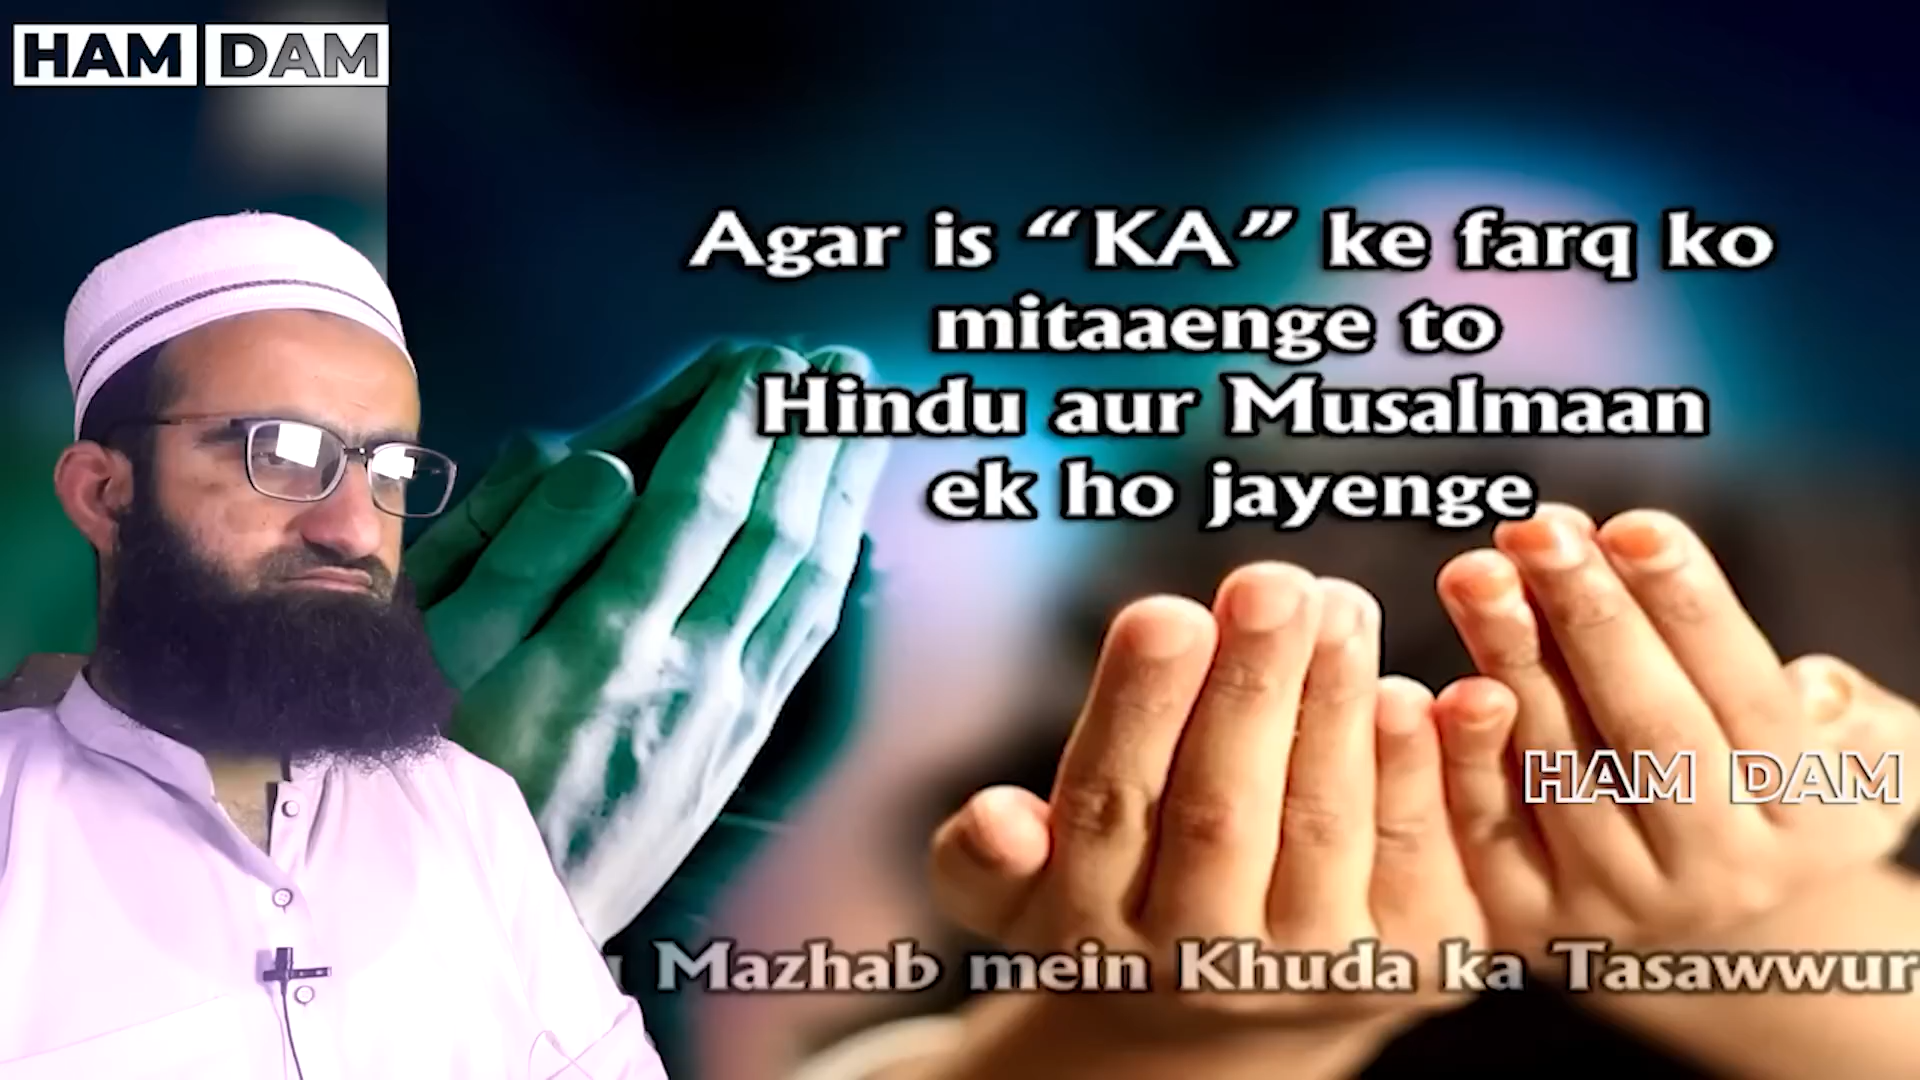 HAM DAM
Agar is “KA” ke farq ko
mitaaenge to
Hindu aur Musalmaan
ek ho jayenge
HAM DAM
Mazhab mein Khuda ka Tasawwur